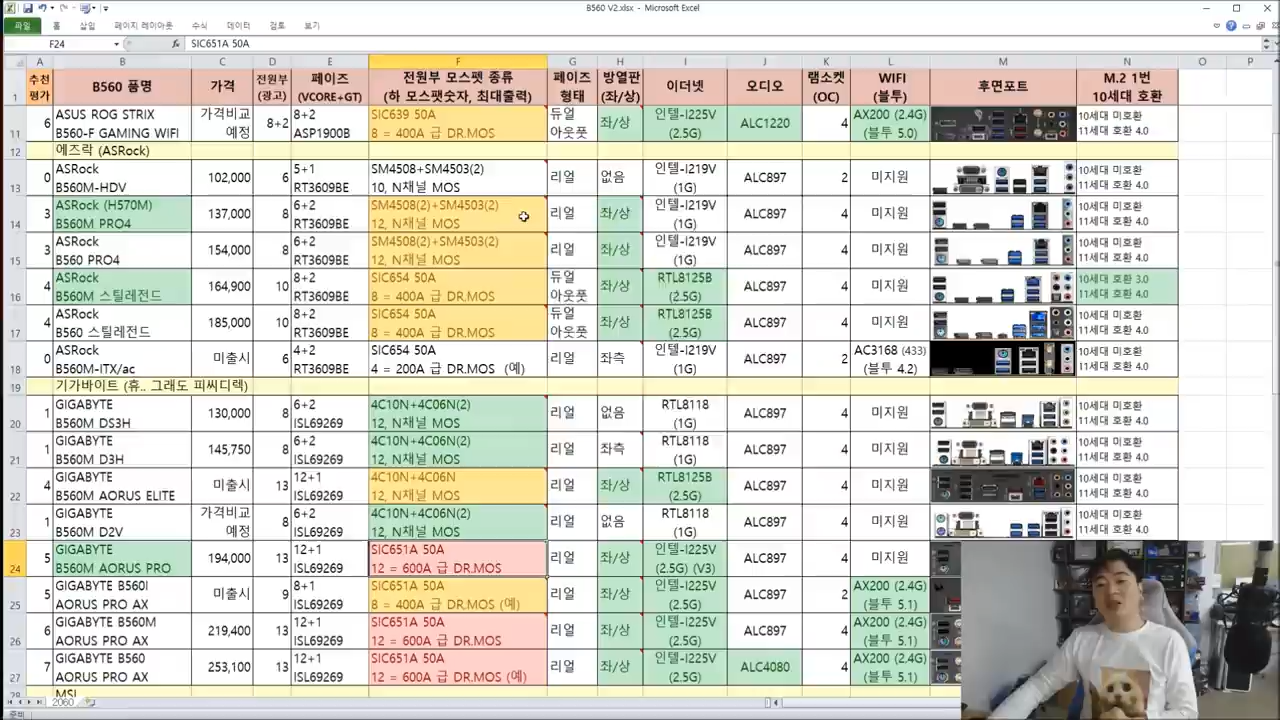 B560 V2.xlsx - Microsoft Excel
파일 홈 삽입 페이지 레이아웃 수식 데이터 검토 보기
F24 fx SIC651A 50A
A B C D E F G H I J K L M N O P
1 추천 평가 B560 품명 가격 전원부 (광고) 페이즈 (VCORE+GT) 전원부 모스펫 종류 (하 모스펫숫자, 최대출력) 페이즈 형태 방열판 (좌/상) 이더넷 오디오 램소켓 (OC) WIFI (블투) 후면포트 M.2 1번 10세대 호환
11 6 ASUS ROG STRIX B560-F GAMING WIFI 가격비교 예정 8+2 8+2 ASP1900B SIC639 50A 8 = 400A 급 DR.MOS 듀얼 아웃풋 좌/상 인텔-I225V (2.5G) ALC1220 4 AX200 (2.4G) (블투 5.0) 10세대 미호환 11세대 호환 4.0
12 에즈락 (ASRock)
13 0 ASRock B560M-HDV 102,000 6 5+1 RT3609BE SM4508+SM4503(2) 10, N채널 MOS 리얼 없음 인텔-I219V (1G) ALC897 2 미지원 10세대 미호환 11세대 호환 4.0
14 3 ASRock (H570M) B560M PRO4 137,000 8 6+2 RT3609BE SM4508(2)+SM4503(2) 12, N채널 MOS 리얼 좌/상 인텔-I219V (1G) ALC897 4 미지원 10세대 미호환 11세대 호환 4.0
15 3 ASRock B560 PRO4 154,000 8 6+2 RT3609BE SM4508(2)+SM4503(2) 12, N채널 MOS 리얼 좌/상 인텔-I219V (1G) ALC897 4 미지원 10세대 미호환 11세대 호환 4.0
16 4 ASRock B560M 스틸레전드 164,900 10 8+2 RT3609BE SIC654 50A 8 = 400A 급 DR.MOS 듀얼 아웃풋 좌/상 RTL8125B (2.5G) ALC897 4 미지원 10세대 호환 3.0 11세대 호환 4.0
17 4 ASRock B560 스틸레전드 185,000 10 8+2 RT3609BE SIC654 50A 8 = 400A 급 DR.MOS 듀얼 아웃풋 좌/상 RTL8125B (2.5G) ALC897 4 미지원 10세대 미호환 11세대 호환 4.0
18 0 ASRock B560M-ITX/ac 미출시 6 4+2 RT3609BE SIC654 50A 4 = 200A 급 DR.MOS (예) 리얼 좌측 인텔-I219V (1G) ALC897 2 AC3168 (433) (블투 4.2) 10세대 미호환 11세대 호환 4.0
19 기가바이트 (휴.. 그래도 피씨디렉)
20 1 GIGABYTE B560M DS3H 130,000 8 6+2 ISL69269 4C10N+4C06N(2) 12, N채널 MOS 리얼 없음 RTL8118 (1G) ALC897 4 미지원 10세대 미호환 11세대 호환 4.0
21 1 GIGABYTE B560M D3H 145,750 8 6+2 ISL69269 4C10N+4C06N(2) 12, N채널 MOS 리얼 좌측 RTL8118 (1G) ALC897 4 미지원 10세대 미호환 11세대 호환 4.0
22 4 GIGABYTE B560M AORUS ELITE 미출시 13 12+1 ISL69269 4C10N+4C06N 12, N채널 MOS 리얼 좌/상 RTL8125B (2.5G) ALC897 4 미지원 10세대 미호환 11세대 호환 4.0
23 1 GIGABYTE B560M D2V 가격비교 예정 8 6+2 ISL69269 4C10N+4C06N(2) 12, N채널 MOS 리얼 없음 RTL8118 (1G) ALC897 4 미지원 10세대 미호환 11세대 호환 4.0
24 5 GIGABYTE B560M AORUS PRO 194,000 13 12+1 ISL69269 SIC651A 50A 12 = 600A 급 DR.MOS 리얼 좌/상 인텔-I225V (2.5G) (V3) ALC897 4 미지원
25 5 GIGABYTE B560I AORUS PRO AX 미출시 9 8+1 ISL69269 SIC651A 50A 8 = 400A 급 DR.MOS (예) 리얼 좌/상 인텔-I225V (2.5G) ALC897 2 AX200 (2.4G) (블투 5.1)
26 6 GIGABYTE B560M AORUS PRO AX 219,400 13 12+1 ISL69269 SIC651A 50A 12 = 600A 급 DR.MOS 리얼 좌/상 인텔-I225V (2.5G) ALC897 4 AX200 (2.4G) (블투 5.1)
27 7 GIGABYTE B560 AORUS PRO AX 253,100 13 12+1 ISL69269 SIC651A 50A 12 = 600A 급 DR.MOS (예) 리얼 좌/상 인텔-I225V (2.5G) ALC4080 4 AX200 (2.4G) (블투 5.1)
28 MSI
2060
준비